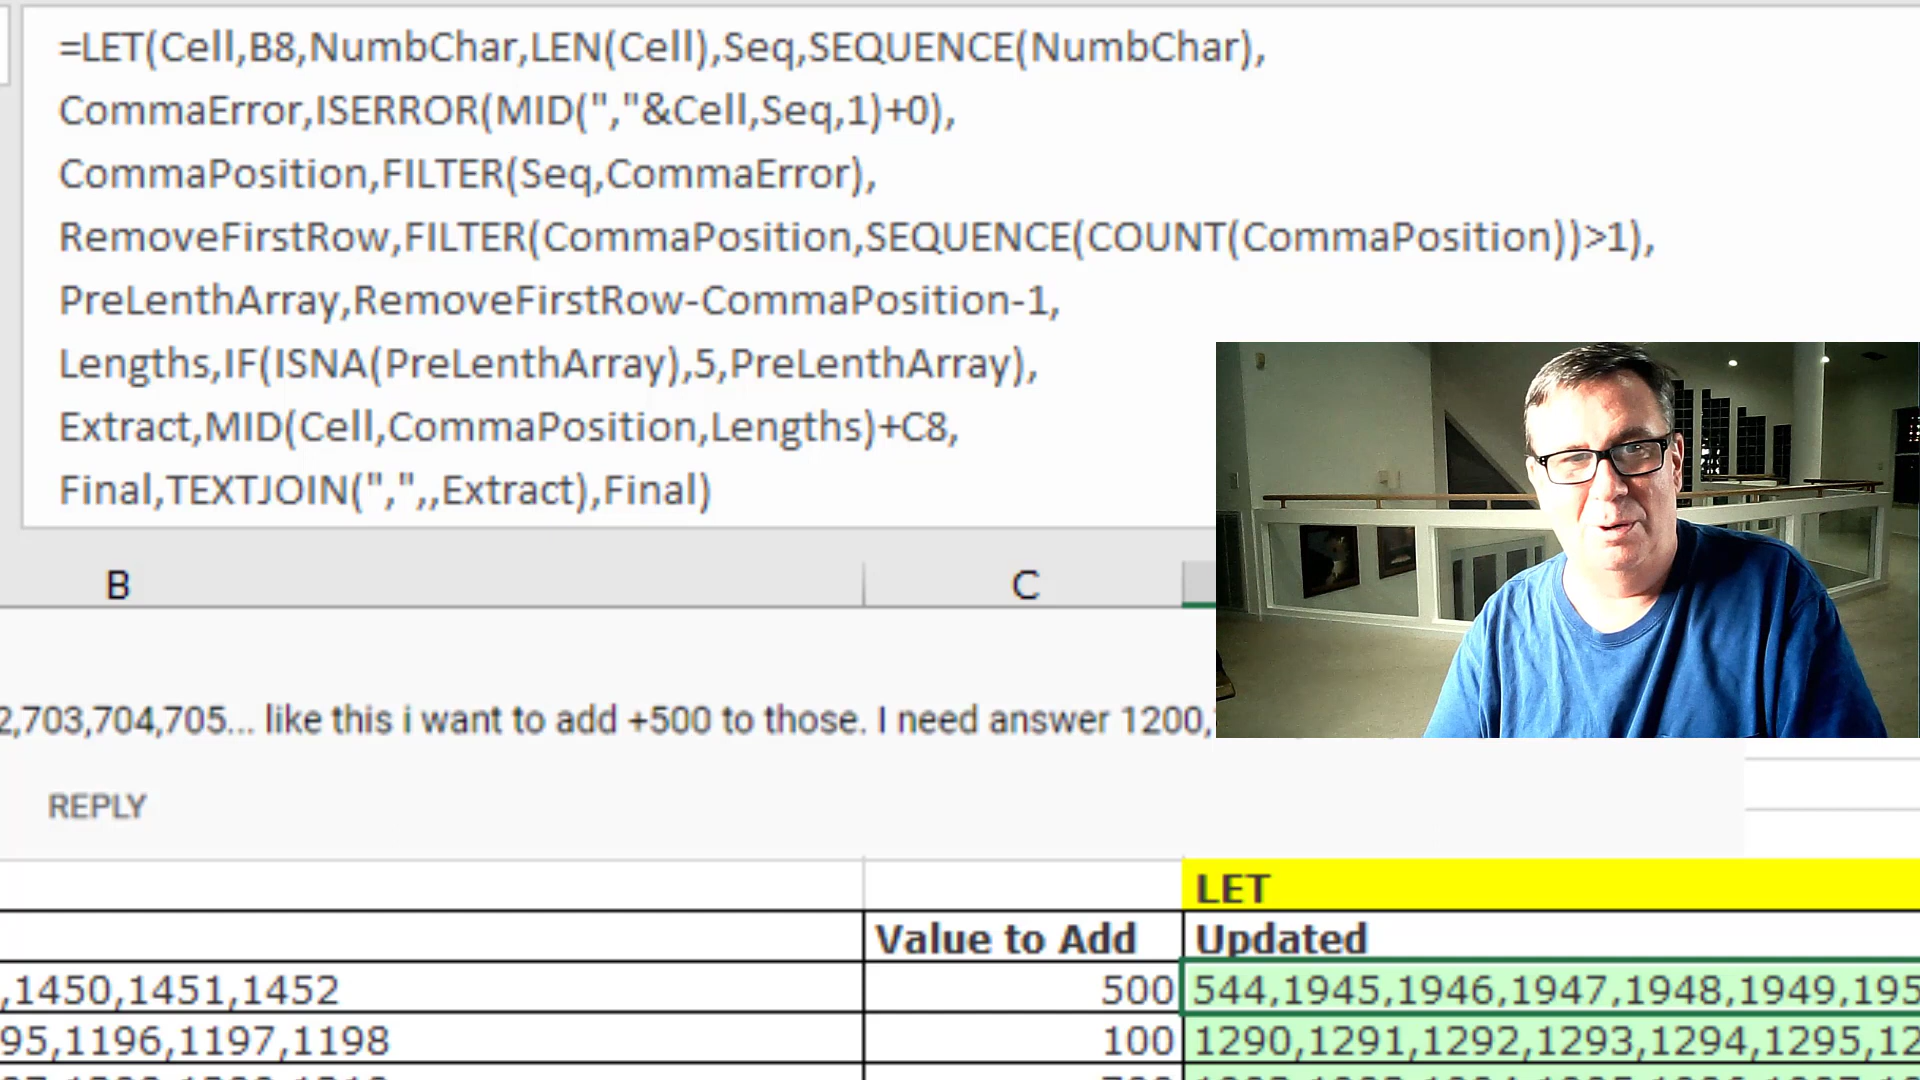 =LET(Cell,B8,NumbChar,LEN(Cell),Seq,SEQUENCE(NumbChar),
CommaError,ISERROR(MID(","&Cell,Seq,1)+0),
CommaPosition,FILTER(Seq,CommaError),
RemoveFirstRow,FILTER(CommaPosition,SEQUENCE(COUNT(CommaPosition))>1),
PreLenthArray,RemoveFirstRow-CommaPosition-1,
Lengths,IF(ISNA(PreLenthArray),5,PreLenthArray),
Extract,MID(Cell,CommaPosition,Lengths)+C8,
Final,TEXTJOIN(",",,Extract),Final)
B C
2,703,704,705... like this i want to add +500 to those. I need answer 1200,
REPLY
LET
Value to Add Updated
,1450,1451,1452 500 544,1945,1946,1947,1948,1949,195
95,1196,1197,1198 100 1290,1291,1292,1293,1294,1295,12